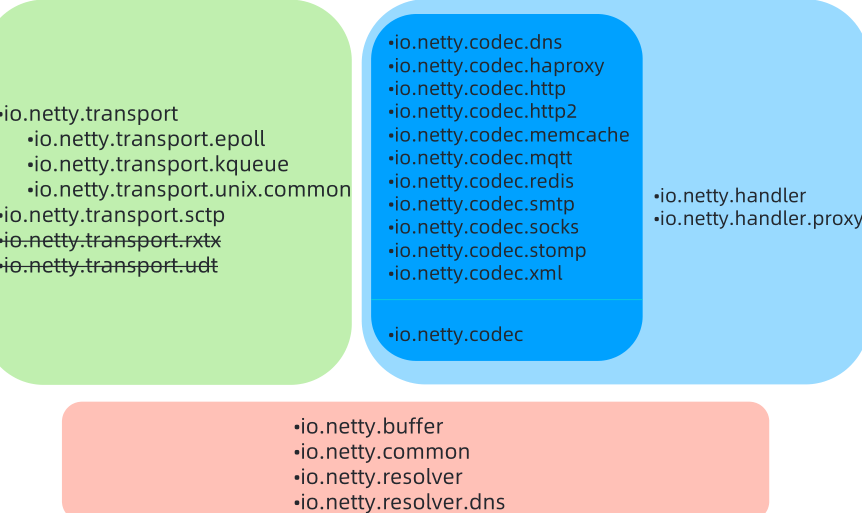 •io.netty.transport
•io.netty.transport.epoll
•io.netty.transport.kqueue
•io.netty.transport.unix.common
•io.netty.transport.sctp
•io.netty.transport.rxtx
•io.netty.transport.udt
•io.netty.codec.dns
•io.netty.codec.haproxy
•io.netty.codec.http
•io.netty.codec.http2
•io.netty.codec.memcache
•io.netty.codec.mqtt
•io.netty.codec.redis
•io.netty.codec.smtp
•io.netty.codec.socks
•io.netty.codec.stomp
•io.netty.codec.xml
•io.netty.codec
•io.netty.handler
•io.netty.handler.proxy
•io.netty.buffer
•io.netty.common
•io.netty.resolver
•io.netty.resolver.dns